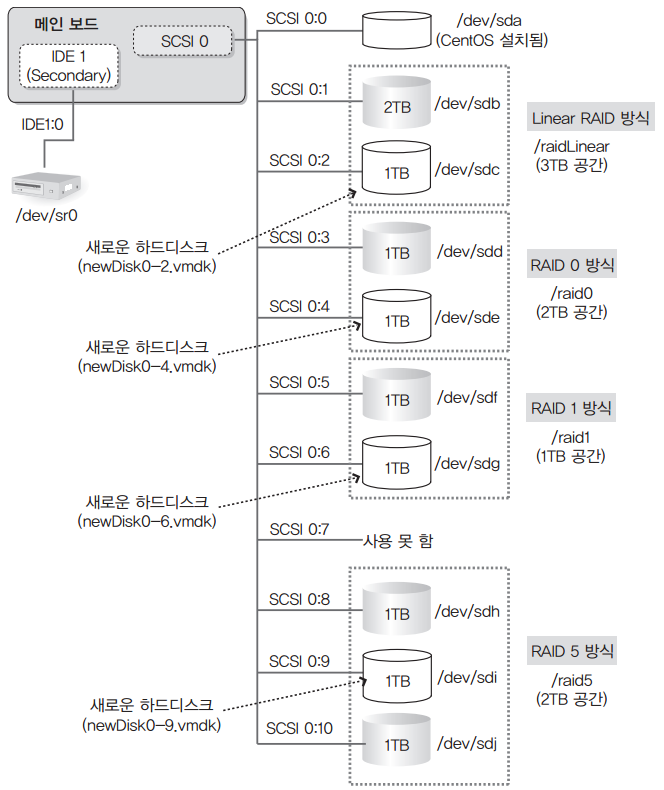 메인 보드
SCSI 0
IDE 1
(Secondary)
IDE1:0
/dev/sr0
SCSI 0:0
/dev/sda
(CentOS 설치됨)
SCSI 0:1
2TB
/dev/sdb
SCSI 0:2
1TB
/dev/sdc
Linear RAID 방식
/raidLinear
(3TB 공간)
새로운 하드디스크
(newDisk0-2.vmdk)
SCSI 0:3
1TB
/dev/sdd
SCSI 0:4
1TB
/dev/sde
RAID 0 방식
/raid0
(2TB 공간)
새로운 하드디스크
(newDisk0-4.vmdk)
SCSI 0:5
1TB
/dev/sdf
SCSI 0:6
1TB
/dev/sdg
RAID 1 방식
/raid1
(1TB 공간)
새로운 하드디스크
(newDisk0-6.vmdk)
SCSI 0:7
사용 못 함
SCSI 0:8
1TB
/dev/sdh
SCSI 0:9
1TB
/dev/sdi
RAID 5 방식
/raid5
(2TB 공간)
새로운 하드디스크
(newDisk0-9.vmdk)
SCSI 0:10
1TB
/dev/sdj